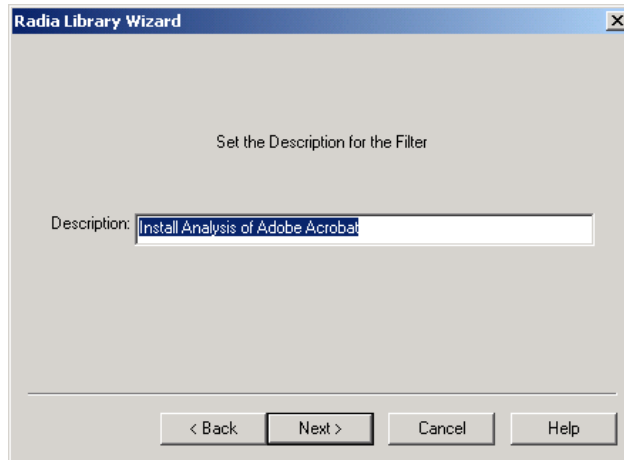 Radia Library Wizard
Set the Description for the Filter
Description: Install Analysis of Adobe Acrobat
< Back Next > Cancel Help